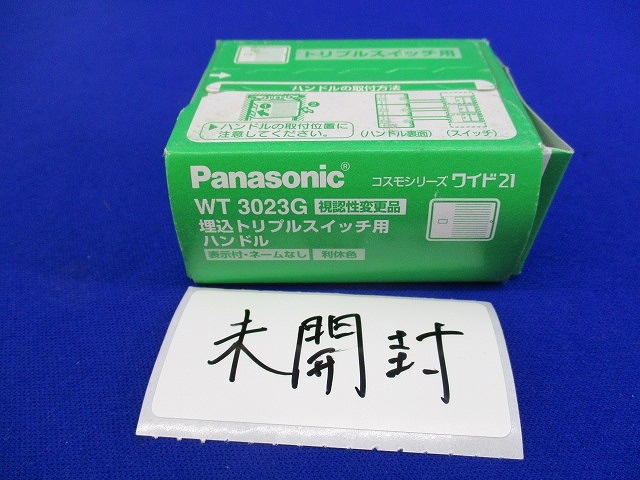 トリプルスイッチ用
ハンドルの取付方法
▶ハンドルの取付位置に
注意してください。
(ハンドル裏面)
(スイッチ)
Panasonic®
コスモシリーズ ワイド21
WT 3023G 視認性変更品
埋込トリプルスイッチ用
ハンドル
表示付・ネームなし 利休色
未開封